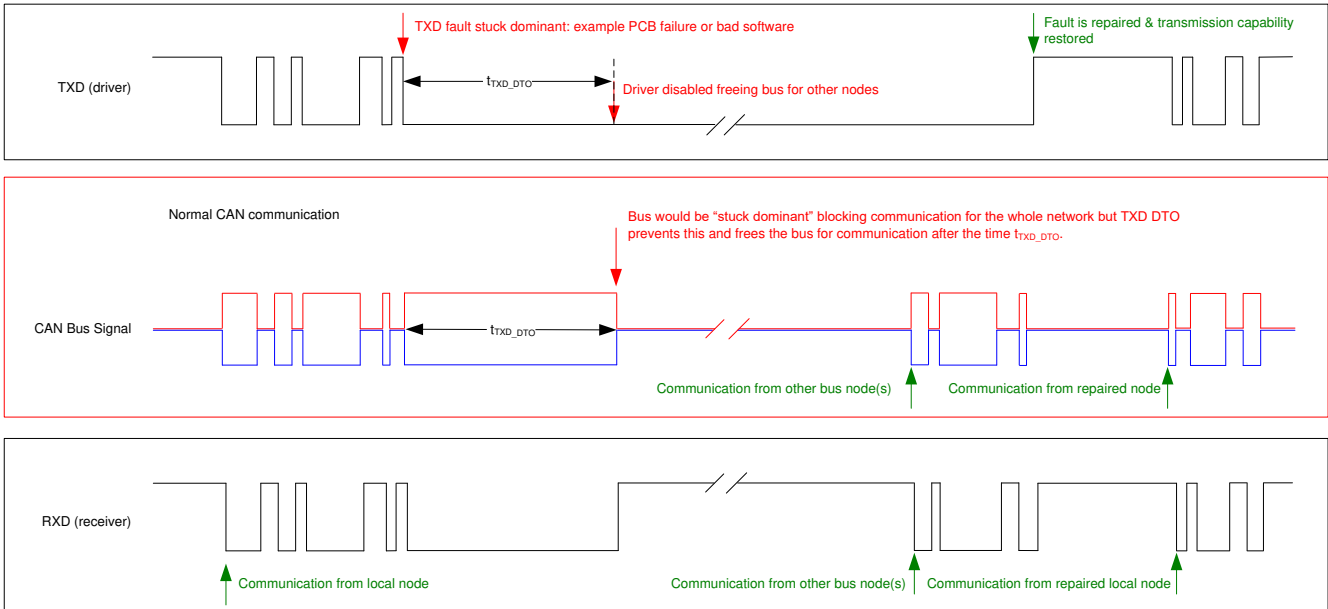 TXD fault stuck dominant: example PCB failure or bad software
Fault is repaired & transmission capability
restored
TXD (driver)
tTXD_DTO
Driver disabled freeing bus for other nodes
Normal CAN communication
Bus would be “stuck dominant” blocking communication for the whole network but TXD DTO
prevents this and frees the bus for communication after the time tTXD_DTO.
CAN Bus Signal
tTXD_DTO
Communication from other bus node(s)
Communication from repaired node
RXD (receiver)
Communication from local node
Communication from other bus node(s)
Communication from repaired local node